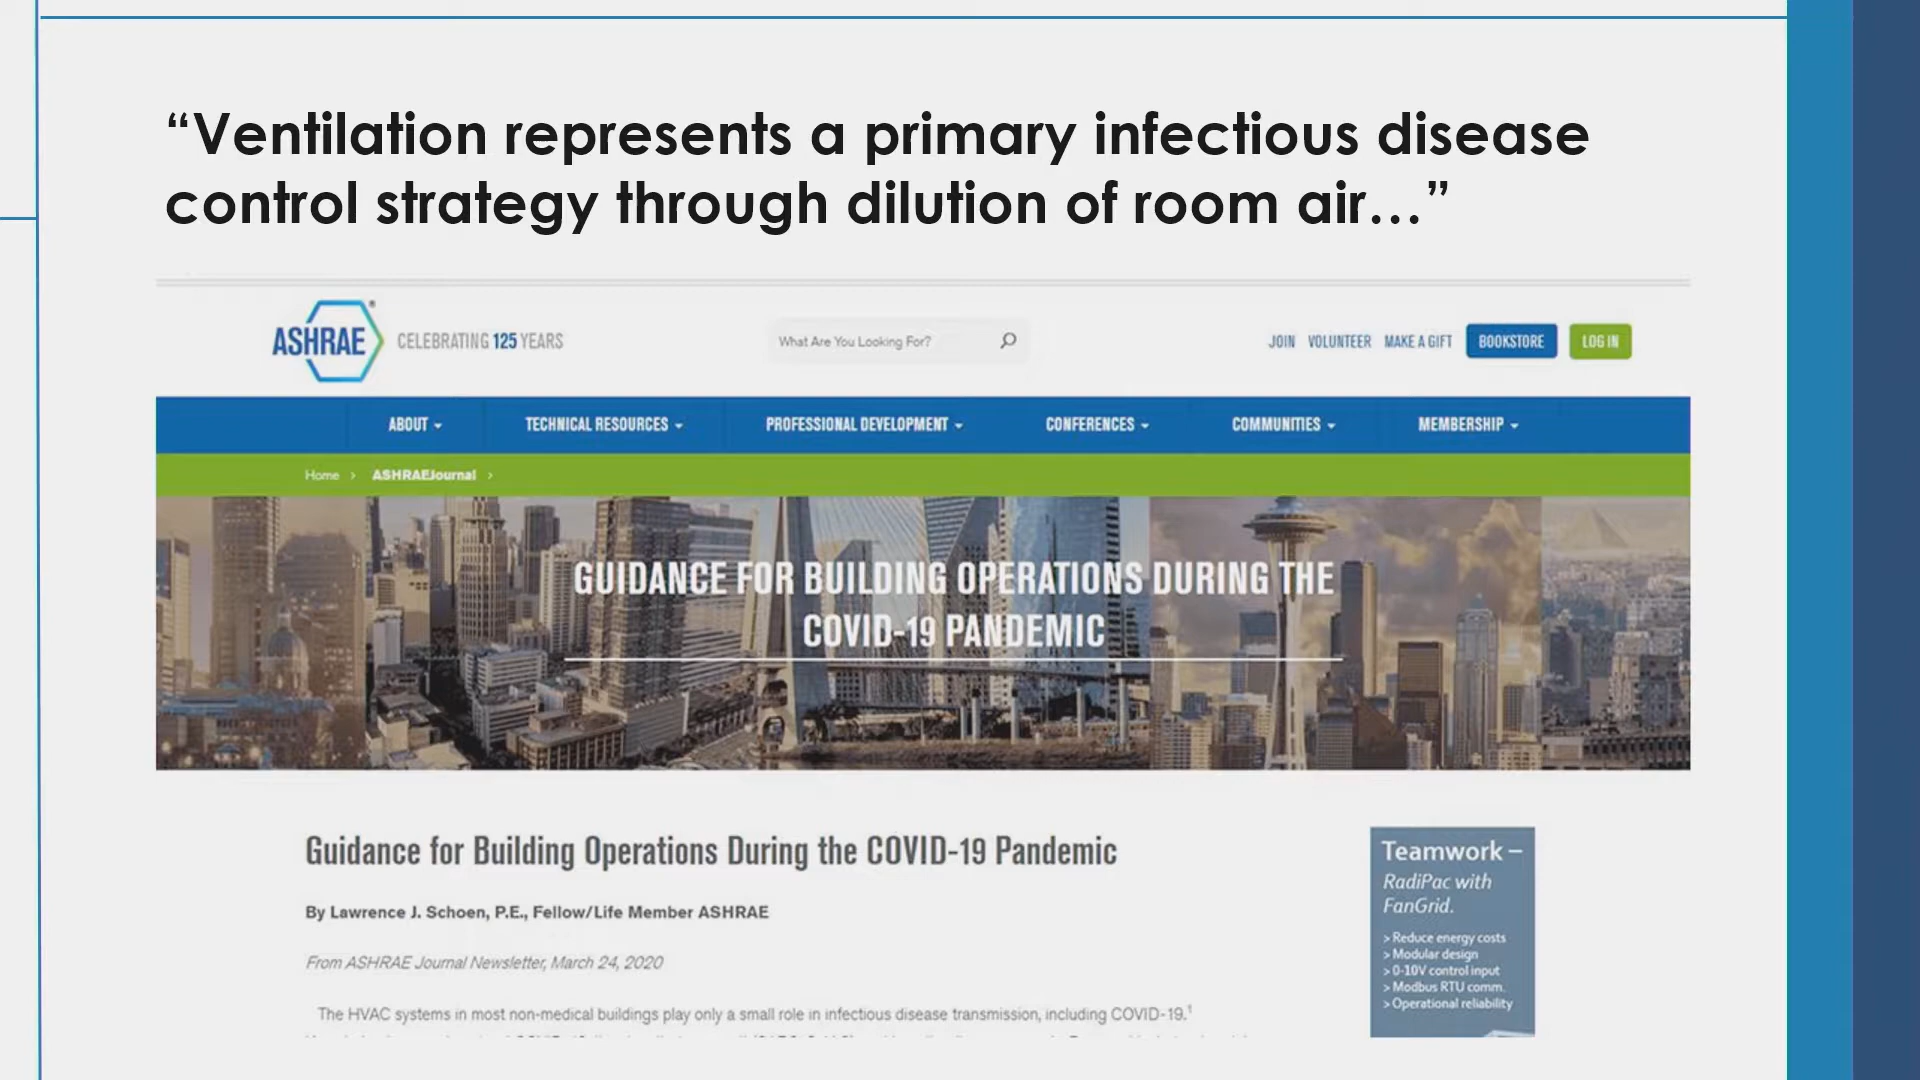 “Ventilation represents a primary infectious disease
control strategy through dilution of room air…”
ASHRAE®
CELEBRATING 125 YEARS
What Are You Looking For?
JOIN VOLUNTEER MAKE A GIFT BOOKSTORE LOG IN
ABOUT TECHNICAL RESOURCES PROFESSIONAL DEVELOPMENT CONFERENCES COMMUNITIES MEMBERSHIP
Home > ASHRAEJournal >
GUIDANCE FOR BUILDING OPERATIONS DURING THE
COVID-19 PANDEMIC
Guidance for Building Operations During the COVID-19 Pandemic
By Lawrence J. Schoen, P.E., Fellow/Life Member ASHRAE
From ASHRAE Journal Newsletter, March 24, 2020
The HVAC systems in most non-medical buildings play only a small role in infectious disease transmission, including COVID-19.¹
Teamwork –
RadiPac with
FanGrid.
> Reduce energy costs
> Modular design
> 0-10V control input
> Modbus RTU comm.
> Operational reliability